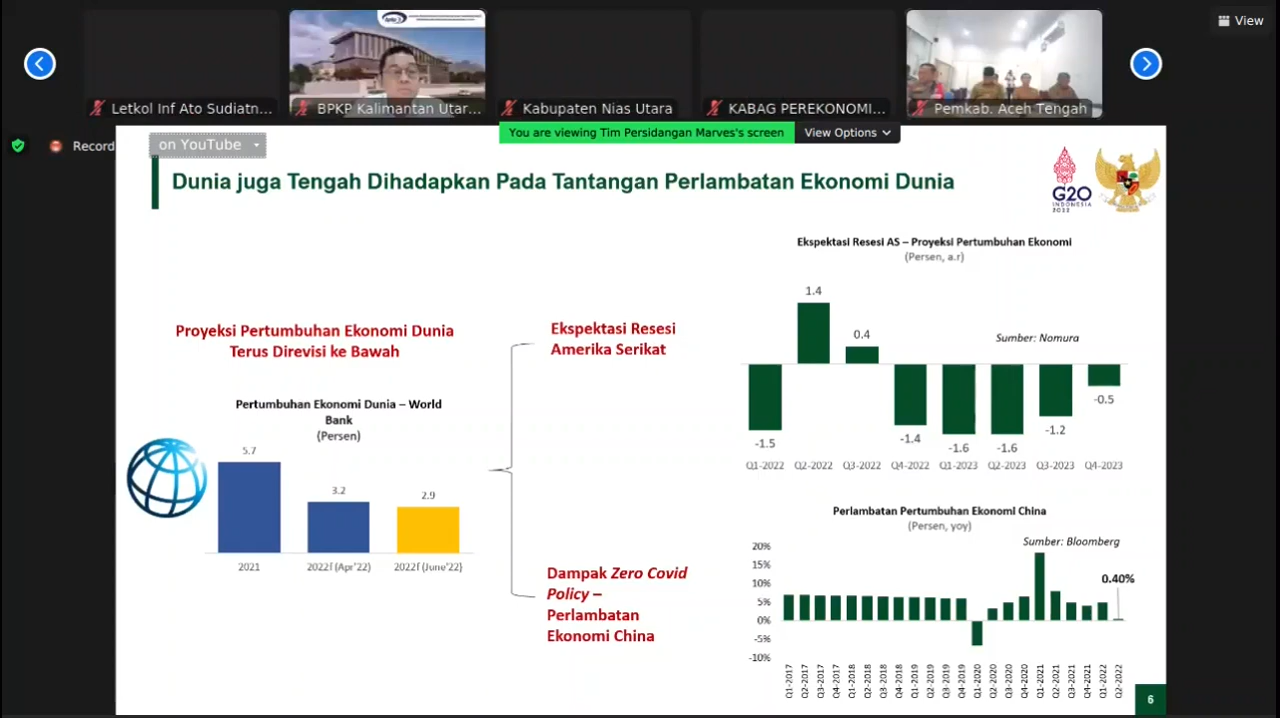 View
Letkol Inf Ato Sudiatn...
BPKP Kalimantan Utar...
Kabupaten Nias Utara
KABAG PEREKONOMI...
Pemkab. Aceh Tengah
You are viewing Tim Persidangan Marves's screen
View Options
Record
on YouTube
Dunia juga Tengah Dihadapkan Pada Tantangan Perlambatan Ekonomi Dunia
G20
INDONESIA
2022
Proyeksi Pertumbuhan Ekonomi Dunia
Terus Direvisi ke Bawah
Pertumbuhan Ekonomi Dunia – World
Bank
(Persen)
5.7
3.2
2.9
2021
2022f (Apr'22)
2022f (June'22)
Ekspektasi Resesi
Amerika Serikat
Dampak Zero Covid
Policy –
Perlambatan
Ekonomi China
Ekspektasi Resesi AS – Proyeksi Pertumbuhan Ekonomi
(Persen, a.r)
Sumber: Nomura
1.4
0.4
-1.5
-1.4
-1.6
-1.6
-1.2
-0.5
Q1-2022
Q2-2022
Q3-2022
Q4-2022
Q1-2023
Q2-2023
Q3-2023
Q4-2023
Perlambatan Pertumbuhan Ekonomi China
(Persen, yoy)
Sumber: Bloomberg
20%
15%
10%
5%
0%
-5%
-10%
0.40%
Q1-2017
Q2-2017
Q3-2017
Q4-2017
Q1-2018
Q2-2018
Q3-2018
Q4-2018
Q1-2019
Q2-2019
Q3-2019
Q4-2019
Q1-2020
Q2-2020
Q3-2020
Q4-2020
Q1-2021
Q2-2021
Q3-2021
Q4-2021
Q1-2022
Q2-2022
6